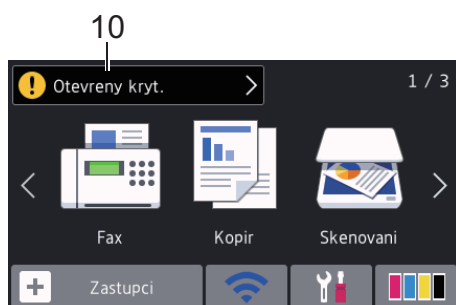 10
Otevreny kryt.
1 / 3
Fax Kopir Skenovani
Zastupci